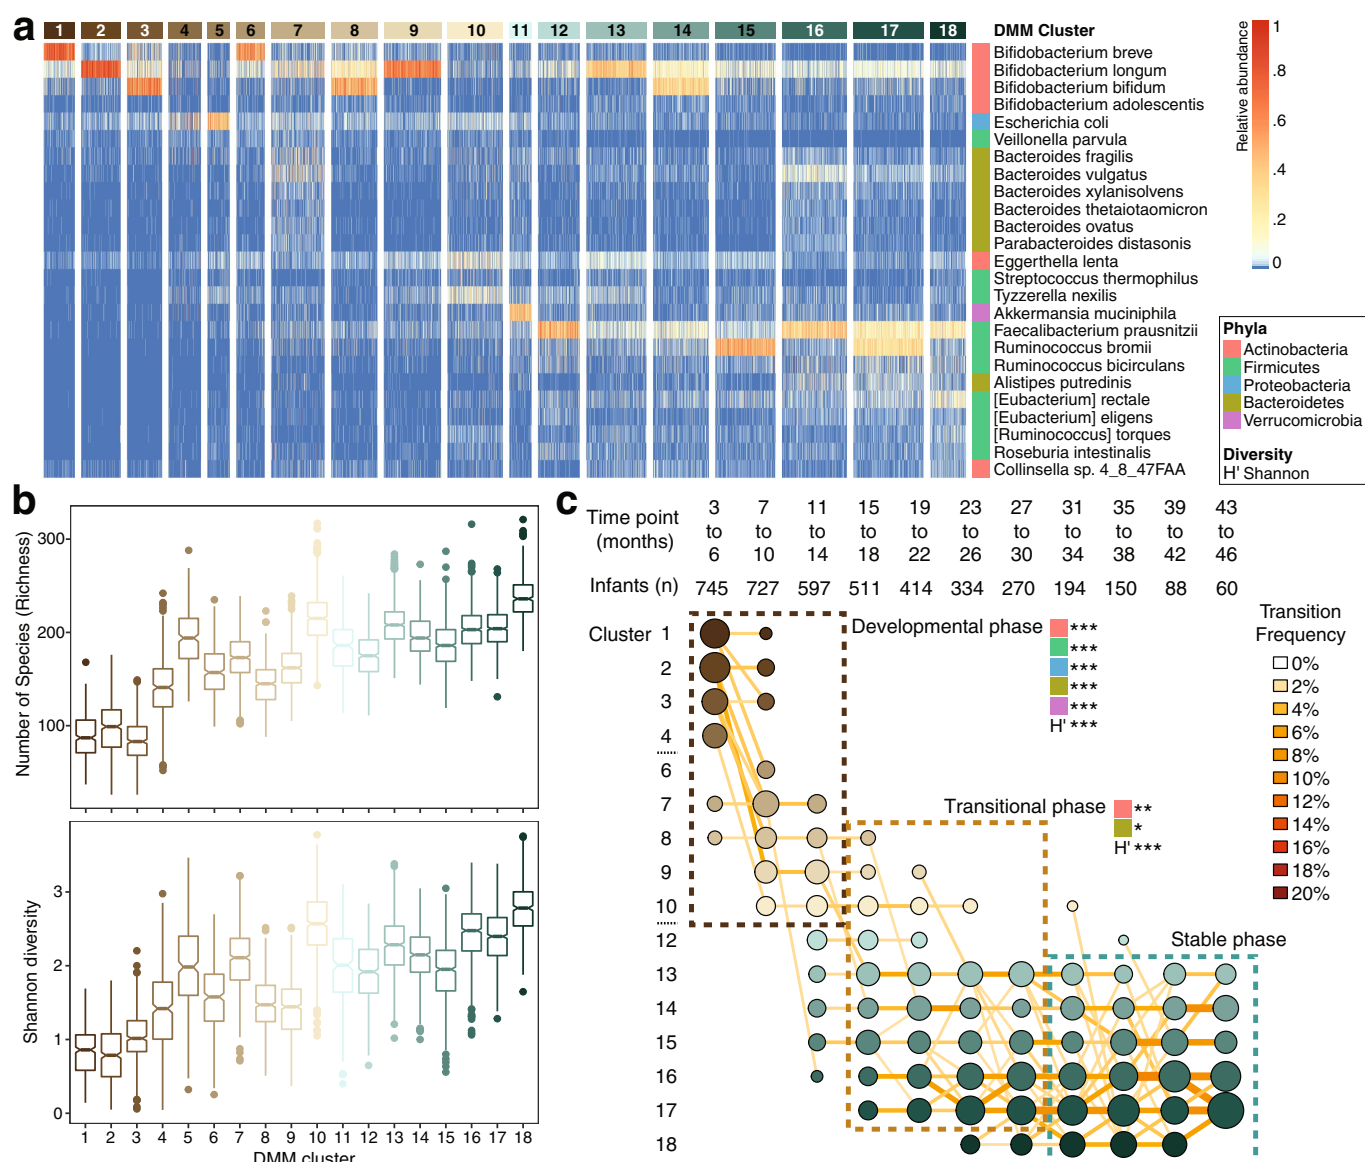 a
1 2 3 4 5 6 7 8 9 10 11 12 13 14 15 16 17 18 DMM Cluster
Bifidobacterium breve
Bifidobacterium longum
Bifidobacterium bifidum
Bifidobacterium adolescentis
Escherichia coli
Veillonella parvula
Bacteroides fragilis
Bacteroides vulgatus
Bacteroides xylanisolvens
Bacteroides thetaiotaomicron
Bacteroides ovatus
Parabacteroides distasonis
Eggerthella lenta
Streptococcus thermophilus
Tyzzerella nexilis
Akkermansia muciniphila
Faecalibacterium prausnitzii
Ruminococcus bromii
Ruminococcus bicirculans
Alistipes putredinis
[Eubacterium] rectale
[Eubacterium] eligens
[Ruminococcus] torques
Roseburia intestinalis
Collinsella sp. 4_8_47FAA
Relative abundance
1
.8
.6
.4
.2
0
Phyla
Actinobacteria
Firmicutes
Proteobacteria
Bacteroidetes
Verrucomicrobia
Diversity
H' Shannon
b
Number of Species (Richness)
300
200
100
Shannon diversity
3
2
1
0
1 2 3 4 5 6 7 8 9 10 11 12 13 14 15 16 17 18
DMM cluster
c
Time point
(months)
3 7 11 15 19 23 27 31 35 39 43
to to to to to to to to to to to
6 10 14 18 22 26 30 34 38 42 46
Infants (n) 745 727 597 511 414 334 270 194 150 88 60
Cluster 1
2
3
4
6
7
8
9
10
12
13
14
15
16
17
18
Developmental phase
***
***
***
***
***
H' ***
Transitional phase
**
*
H' ***
Stable phase
Transition
Frequency
0%
2%
4%
6%
8%
10%
12%
14%
16%
18%
20%